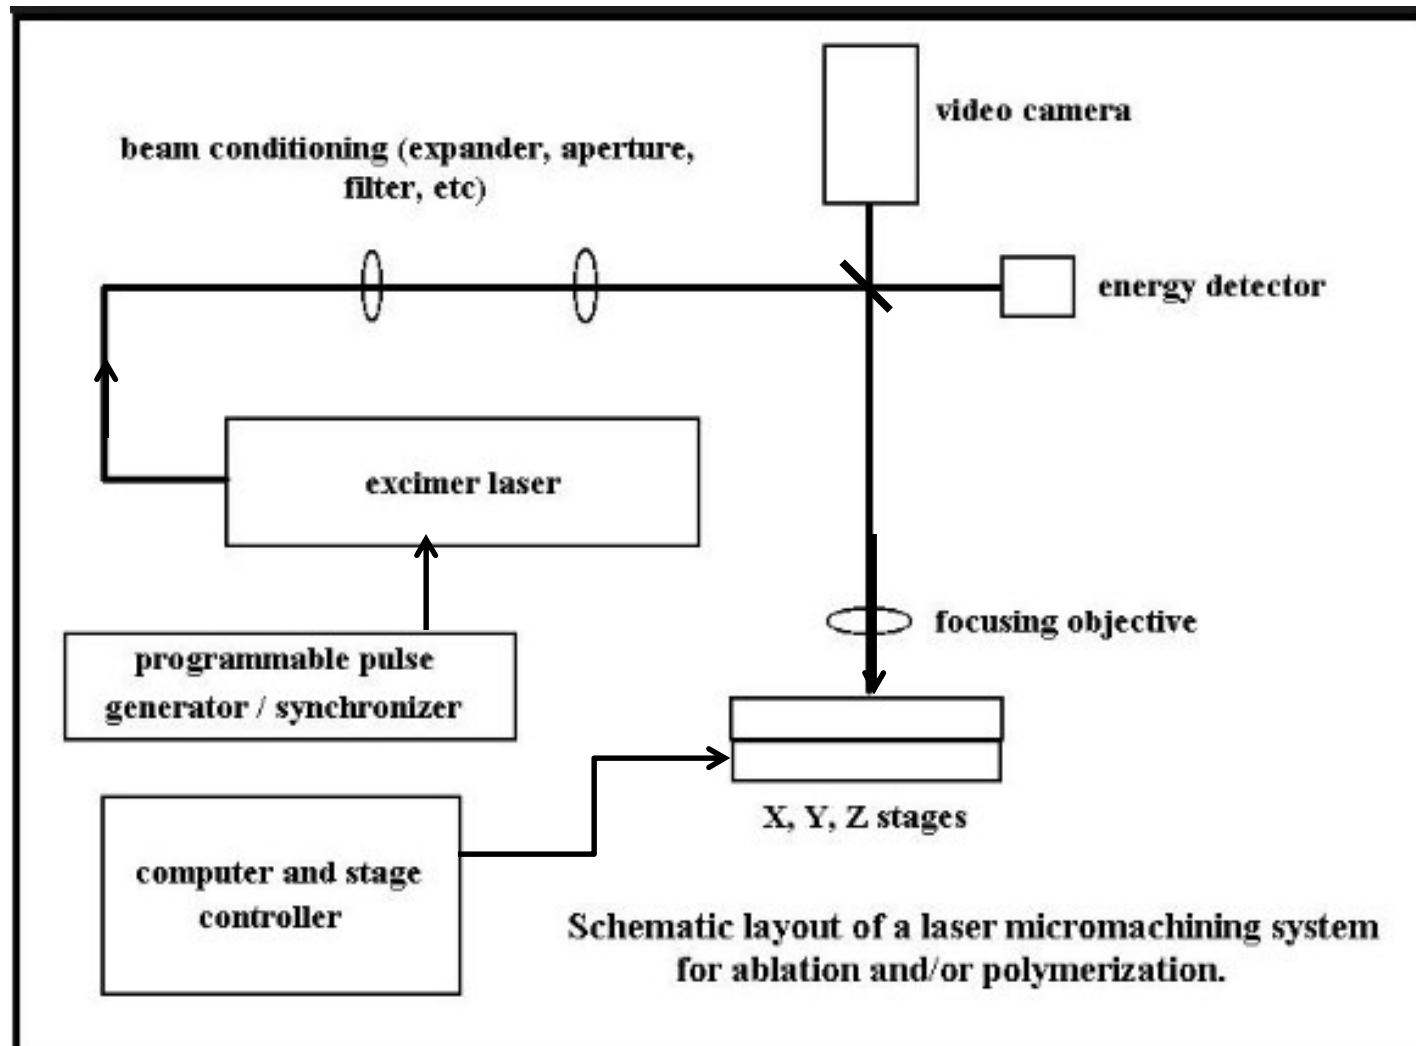 video camera
beam conditioning (expander, aperture,
filter, etc)
energy detector
excimer laser
focusing objective
programmable pulse
generator / synchronizer
X, Y, Z stages
computer and stage
controller
Schematic layout of a laser micromachining system
for ablation and/or polymerization.